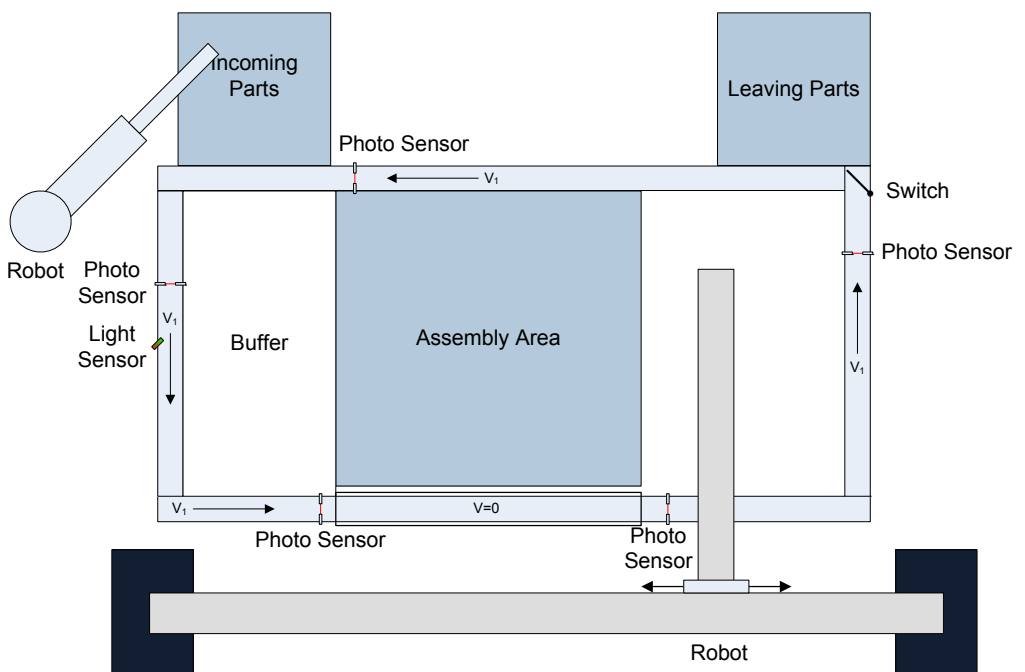 Incoming
Parts
Leaving Parts
Photo Sensor
V1
Switch
Photo Sensor
Robot
Photo
Sensor
V1
Light
Sensor
Buffer
Assembly Area
V1
V1
V=0
Photo Sensor
Photo
Sensor
Robot